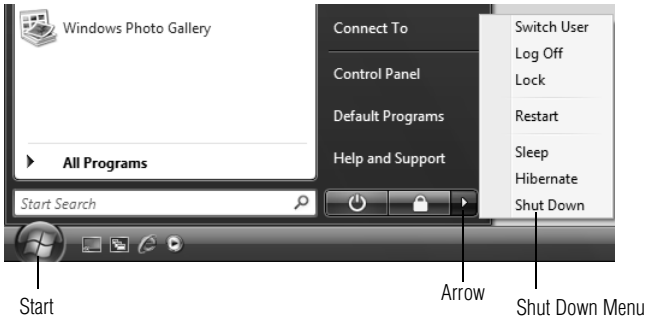 Windows Photo Gallery
All Programs
Start Search
Connect To
Control Panel
Default Programs
Help and Support
Switch User
Log Off
Lock
Restart
Sleep
Hibernate
Shut Down
Start
Arrow
Shut Down Menu